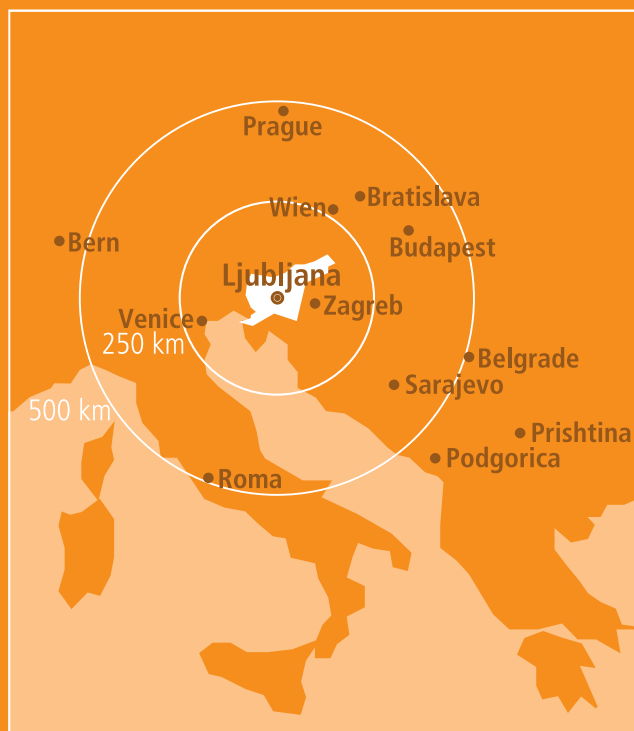 Prague
Bratislava
Wien
Bern
Budapest
Ljubljana
Zagreb
Venice
250 km
Belgrade
Sarajevo
500 km
Prishtina
Podgorica
Roma